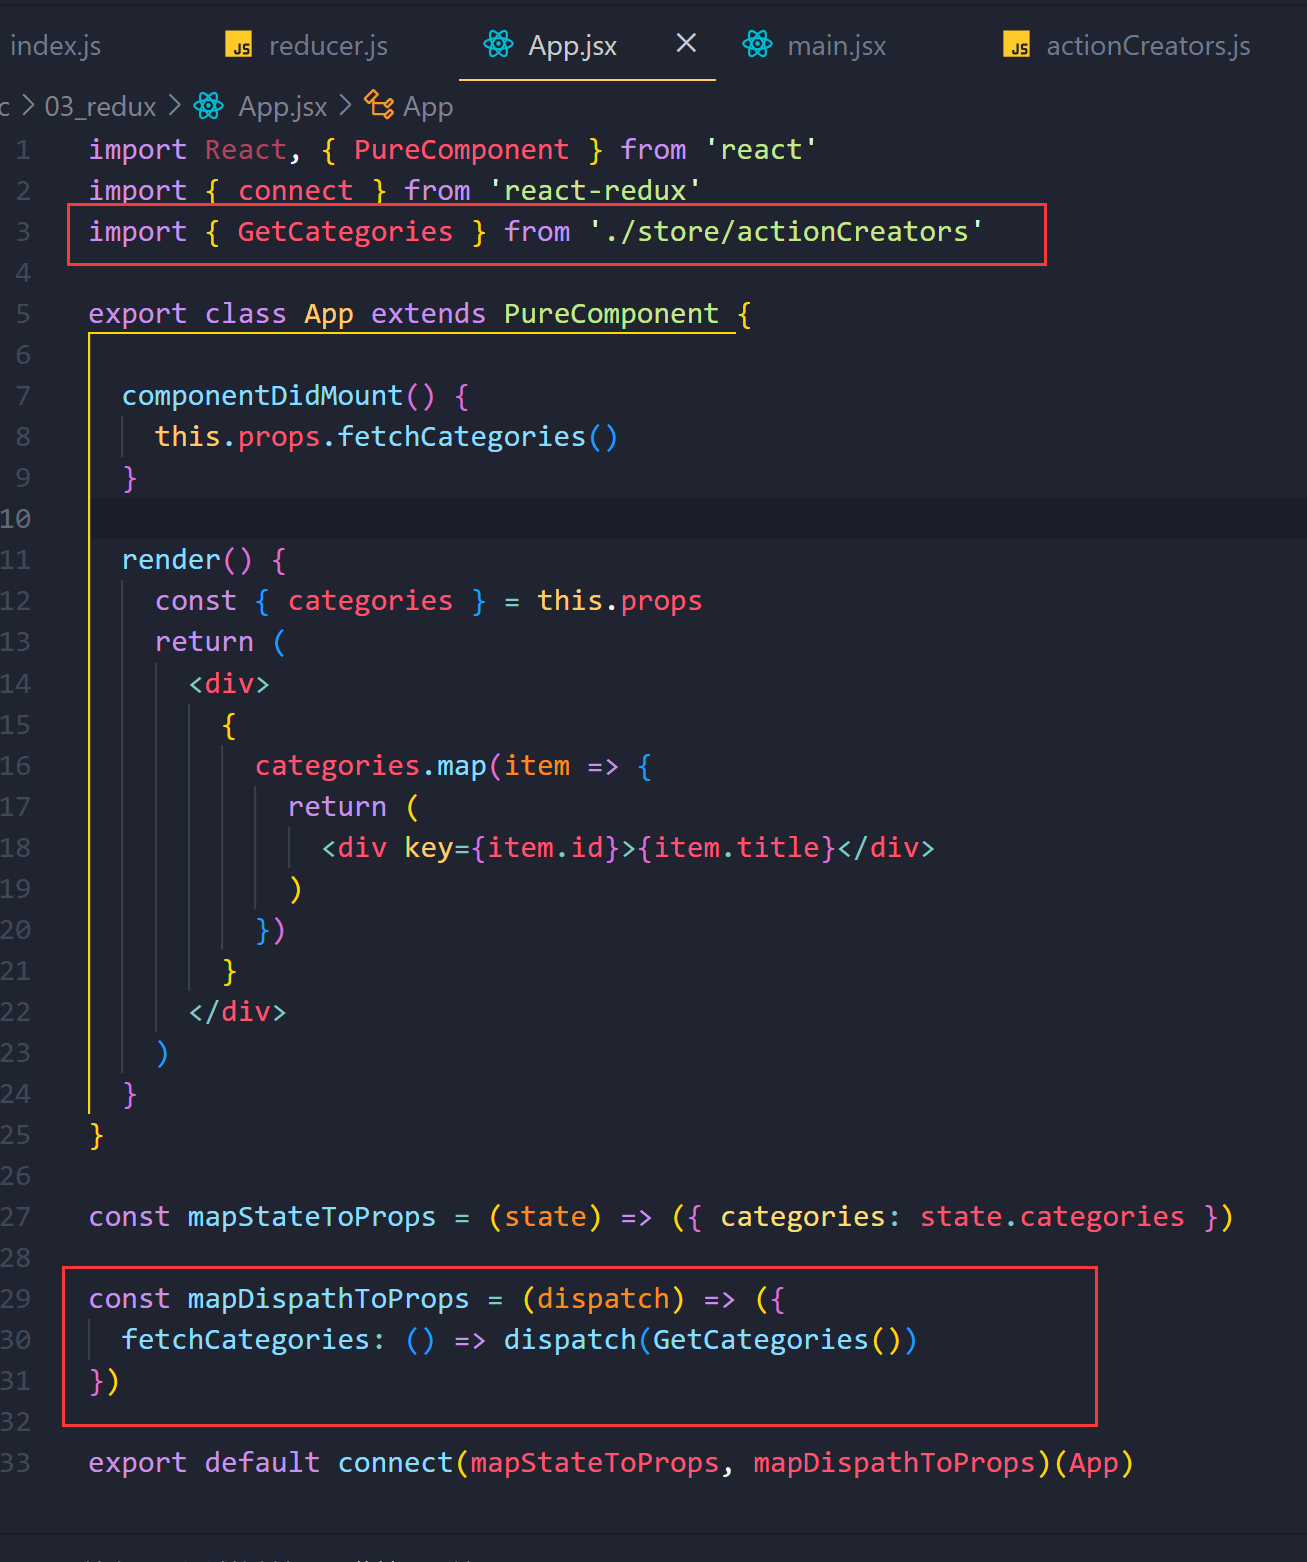 index.js
JS reducer.js
App.jsx
main.jsx
JS actionCreators.js
c > 03_redux > App.jsx > App
1 import React, { PureComponent } from 'react'
2 import { connect } from 'react-redux'
3 import { GetCategories } from './store/actionCreators'
4
5 export class App extends PureComponent {
6
7   componentDidMount() {
8     this.props.fetchCategories()
9   }
10
11   render() {
12     const { categories } = this.props
13     return (
14       <div>
15         {
16           categories.map(item => {
17             return (
18               <div key={item.id}>{item.title}</div>
19             )
20           })
21         }
22       </div>
23     )
24   }
25 }
26
27 const mapStateToProps = (state) => ({ categories: state.categories })
28
29 const mapDispathToProps = (dispatch) => ({
30   fetchCategories: () => dispatch(GetCategories())
31 })
32
33 export default connect(mapStateToProps, mapDispathToProps)(App)